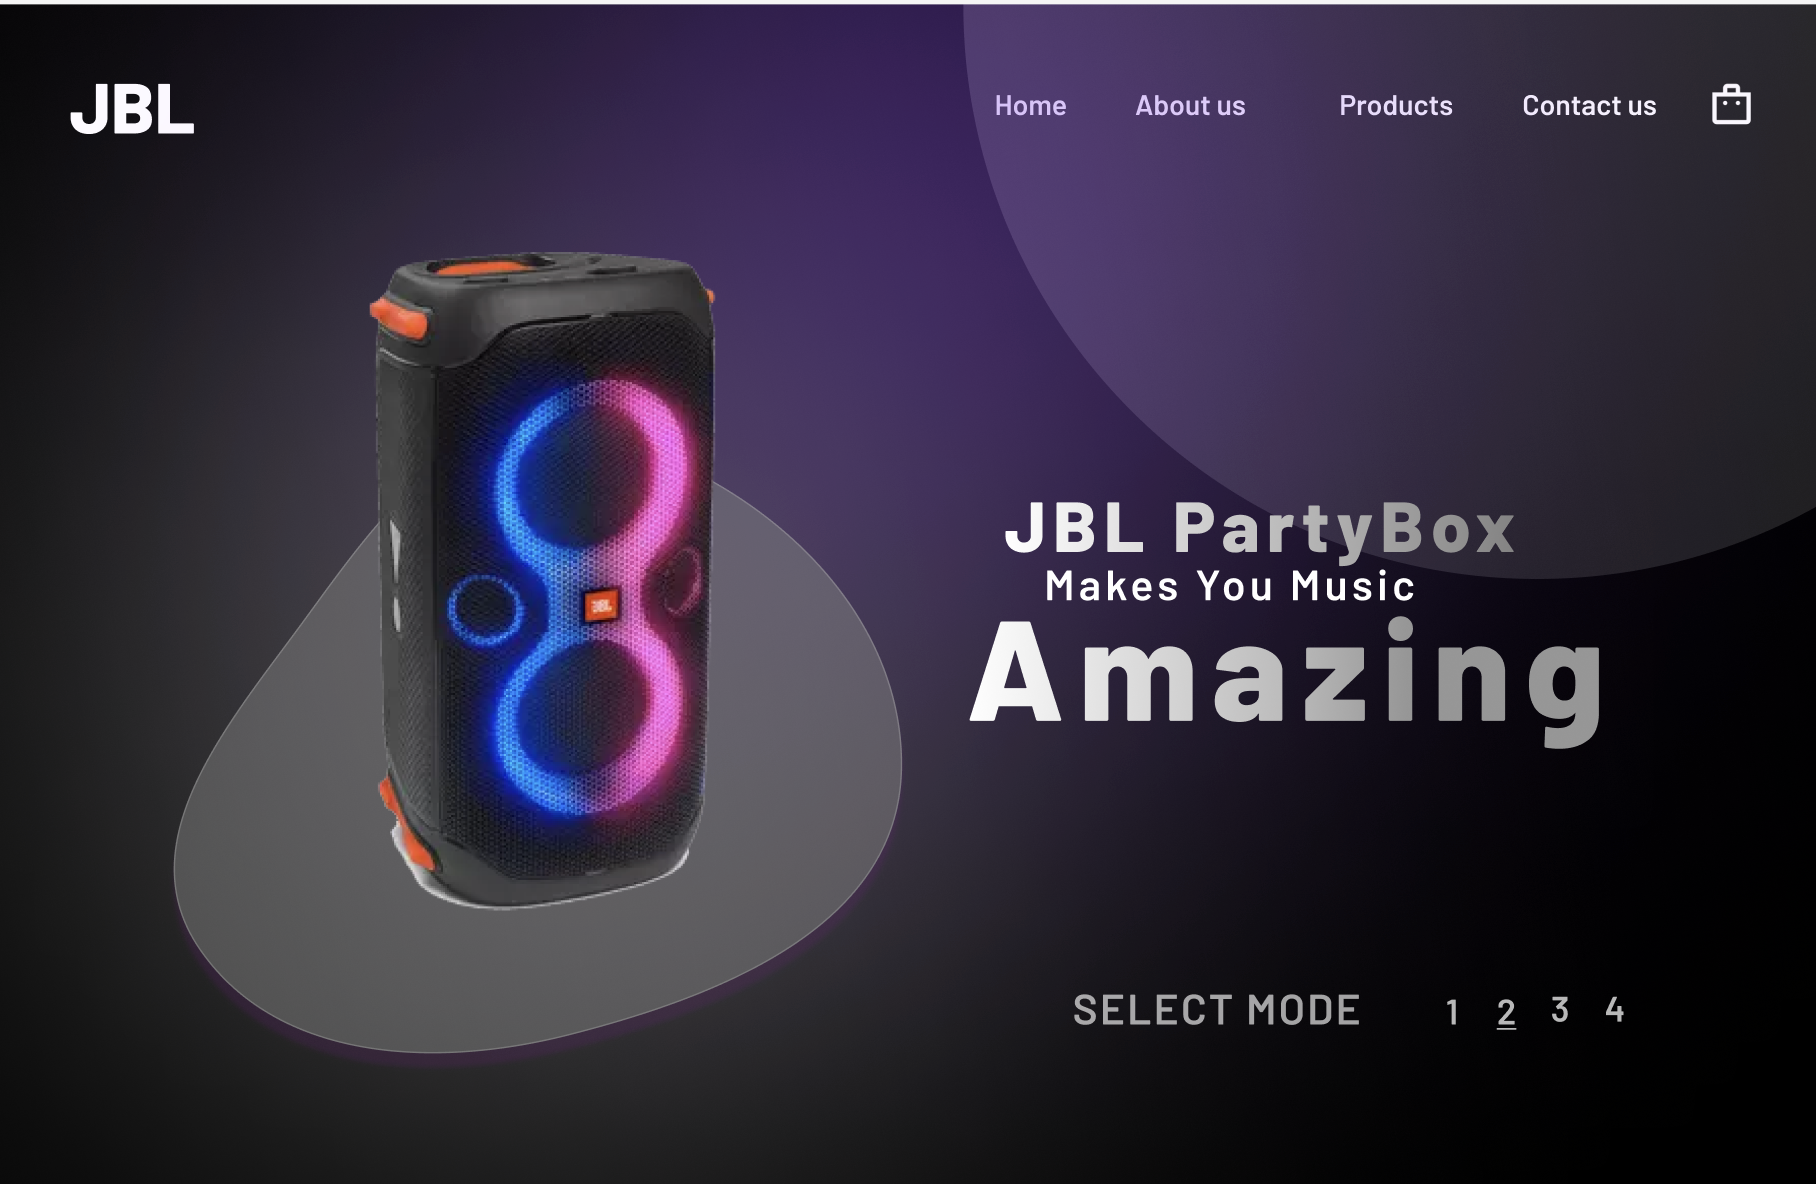 JBL
Home About us Products Contact us
JBL PartyBox
Makes You Music
Amazing
JBL
SELECT MODE 1 2 3 4